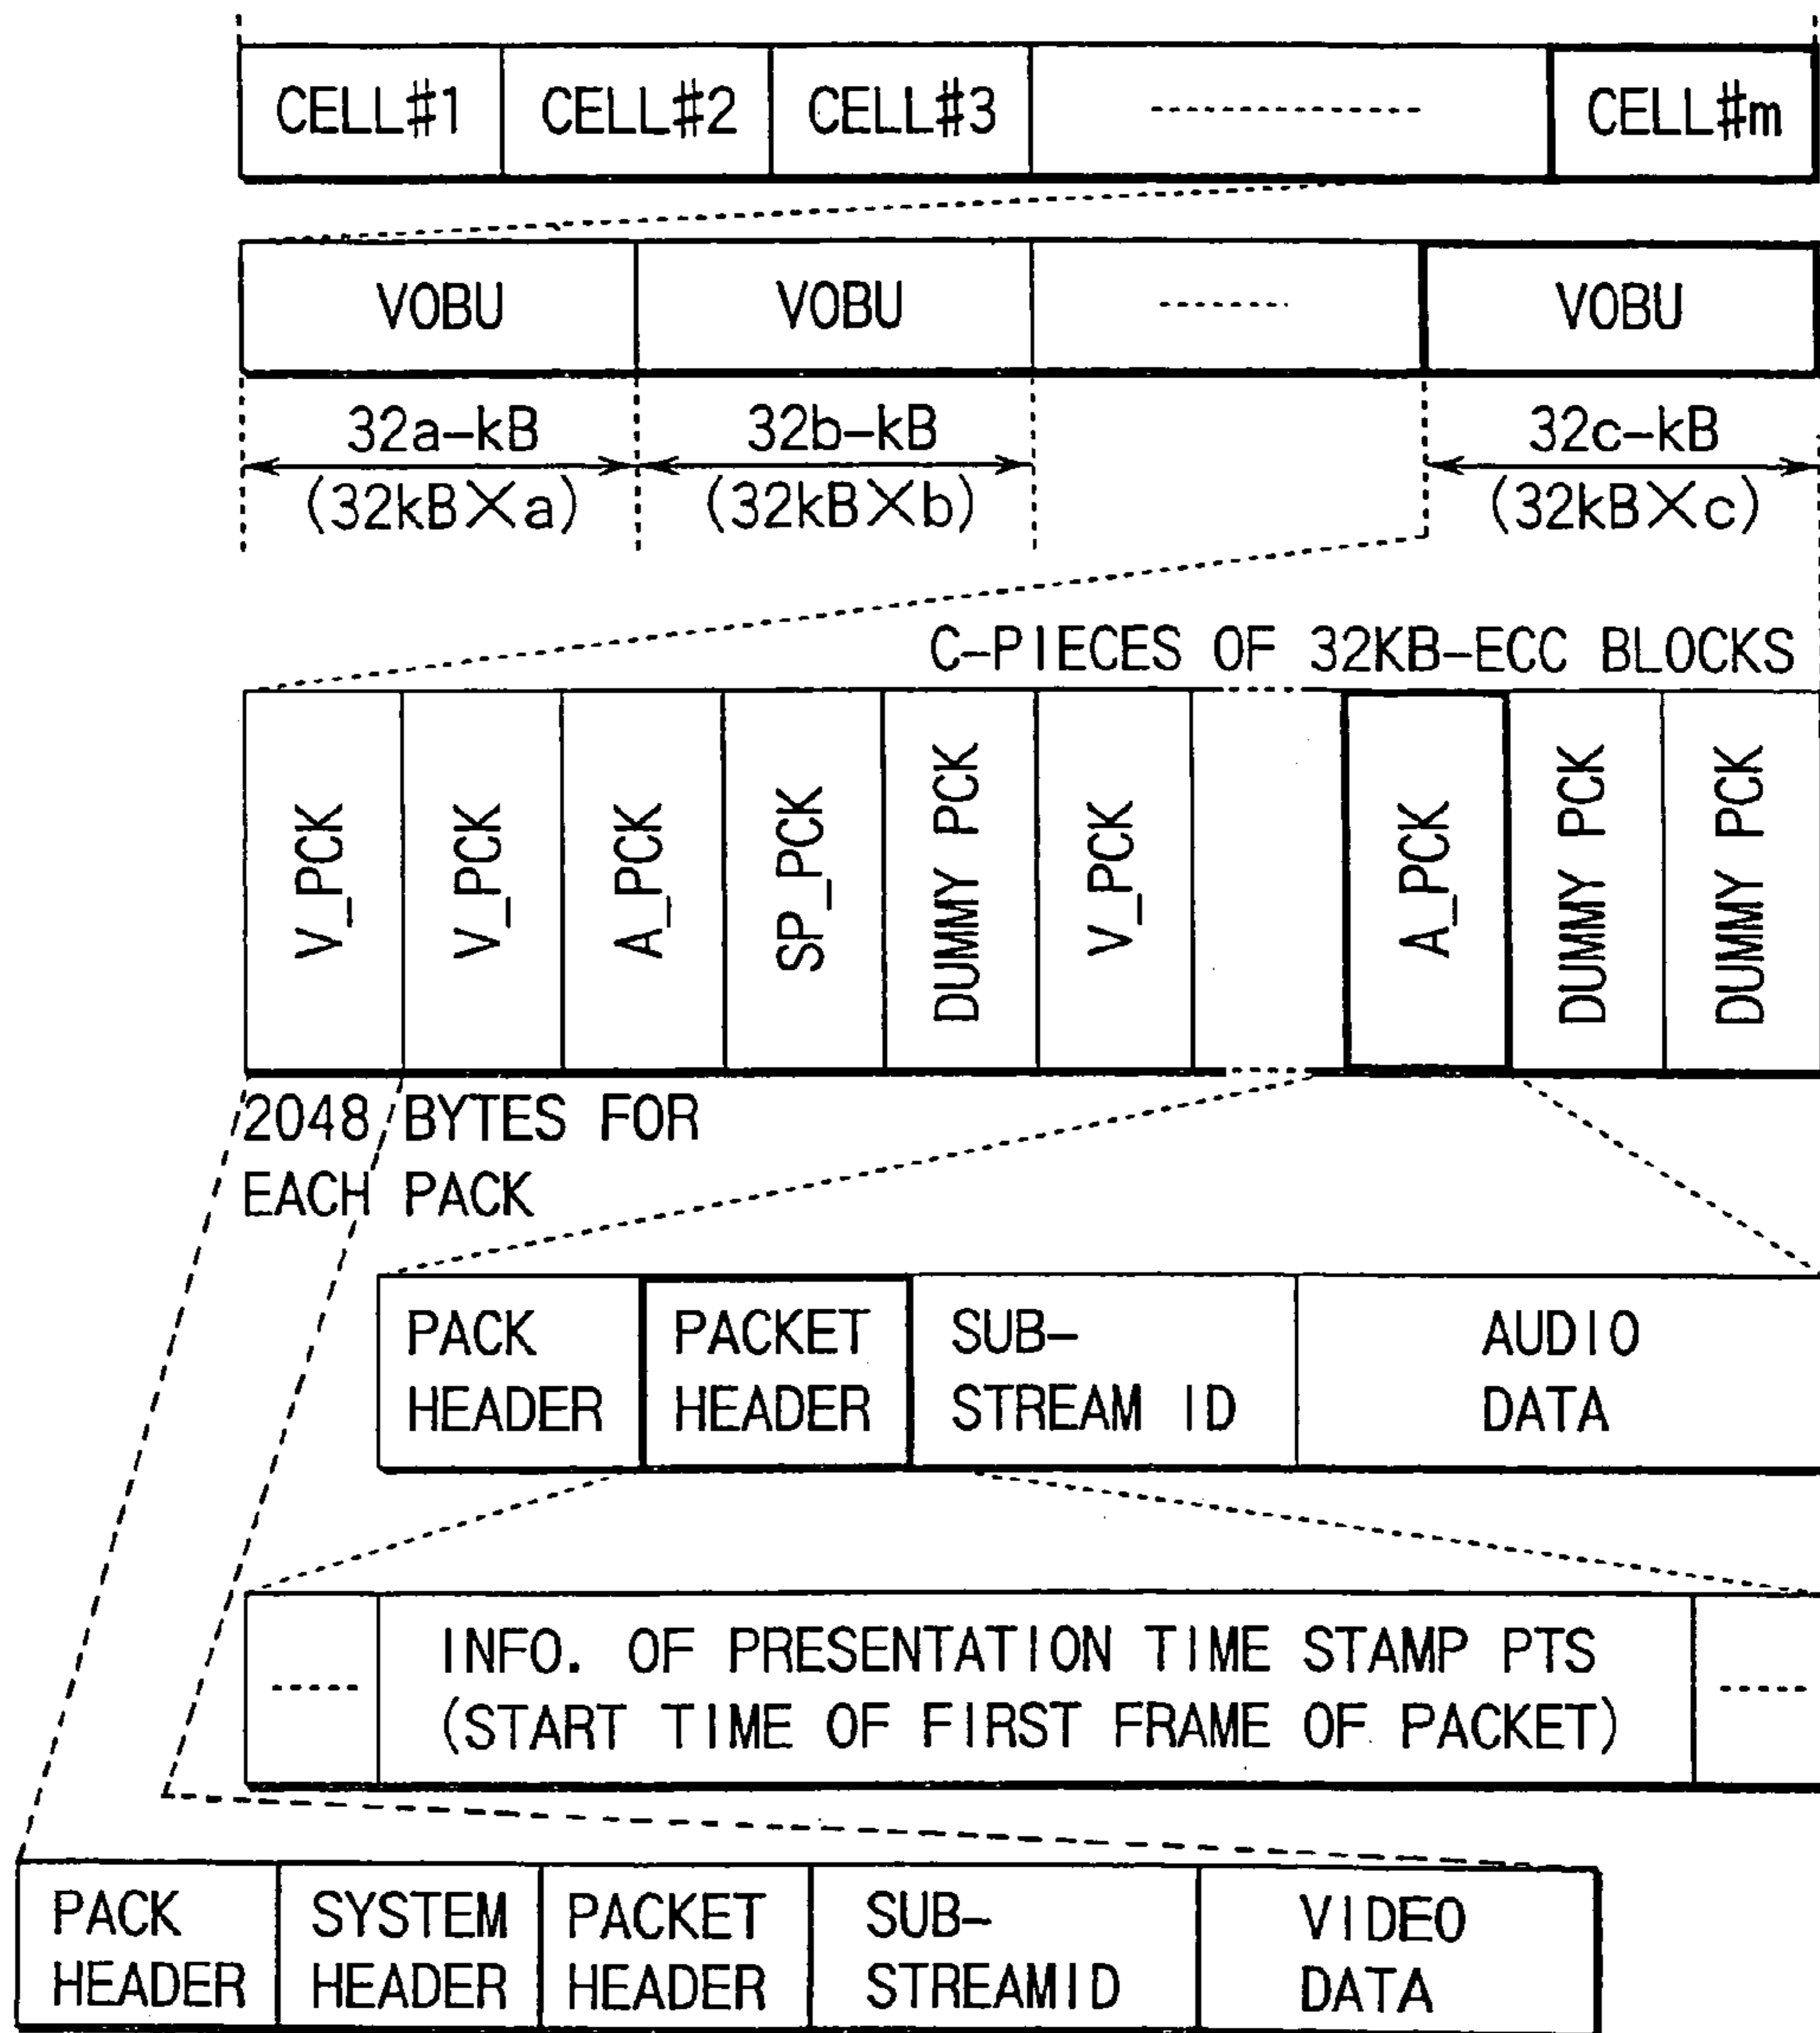 CELL#1 CELL#2 CELL#3 CELL#m
VOBU VOBU VOBU
32a-kB 32b-kB 32c-kB
(32kB×a) (32kB×b) (32kB×c)
C-PIECES OF 32KB-ECC BLOCKS
V_PCK V_PCK A_PCK SP_PCK DUMMY PCK V_PCK A_PCK DUMMY PCK DUMMY PCK
2048 BYTES FOR
EACH PACK
PACK PACKET SUB- AUDIO
HEADER HEADER STREAM ID DATA
INFO. OF PRESENTATION TIME STAMP PTS
(START TIME OF FIRST FRAME OF PACKET)
PACK SYSTEM PACKET SUB- VIDEO
HEADER HEADER HEADER STREAMID DATA